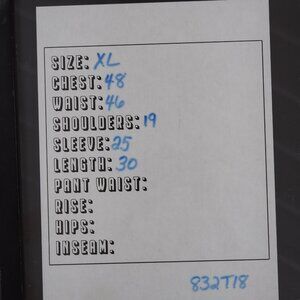 SIZE: XL
CHEST: 48
WAIST: 46
SHOULDERS: 19
SLEEVE: 25
LENGTH: 30
PANT WAIST:
RISE:
HIPS:
INSEAM:
832T18